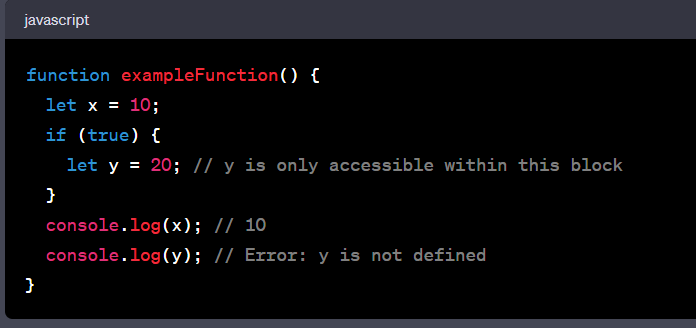 javascript
function exampleFunction() {
  let x = 10;
  if (true) {
    let y = 20; // y is only accessible within this block
  }
  console.log(x); // 10
  console.log(y); // Error: y is not defined
}